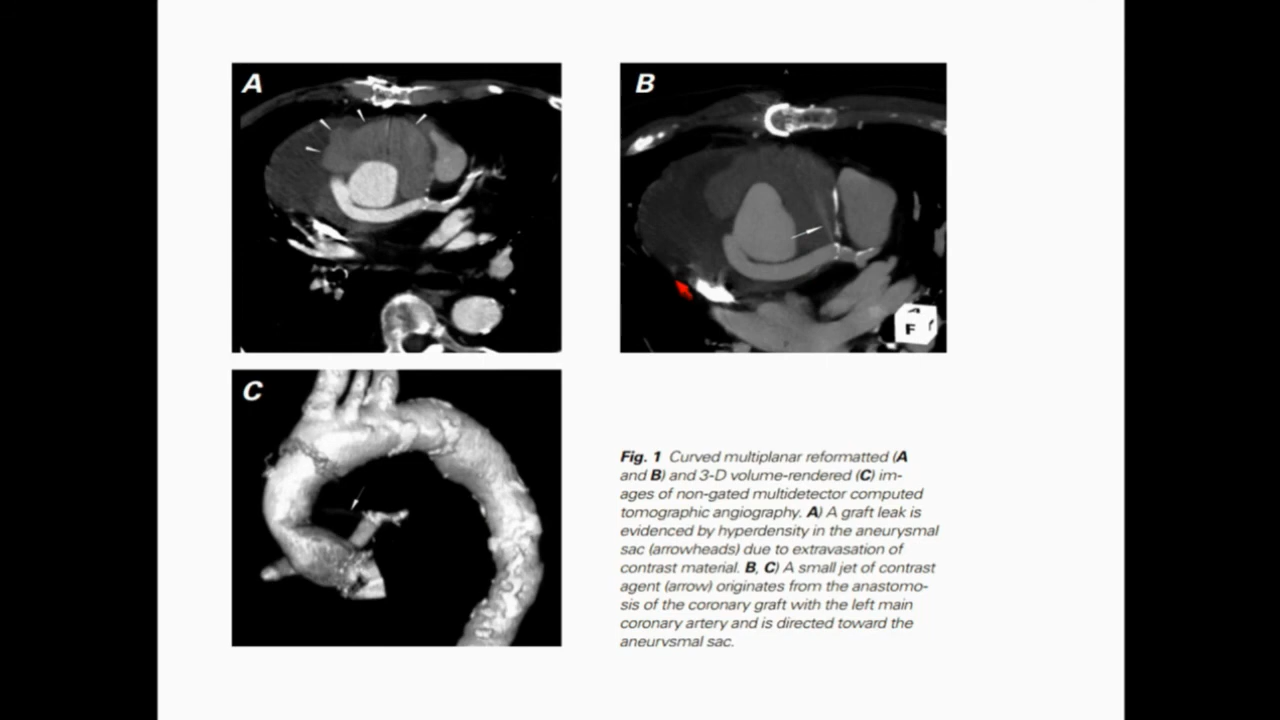 A
B
F
C
Fig. 1 Curved multiplanar reformatted (A
and B) and 3-D volume-rendered (C) im-
ages of non-gated multidetector computed
tomographic angiography. A) A graft leak is
evidenced by hyperdensity in the aneurysmal
sac (arrowheads) due to extravasation of
contrast material. B, C) A small jet of contrast
agent (arrow) originates from the anastomo-
sis of the coronary graft with the left main
coronary artery and is directed toward the
aneurysmal sac.